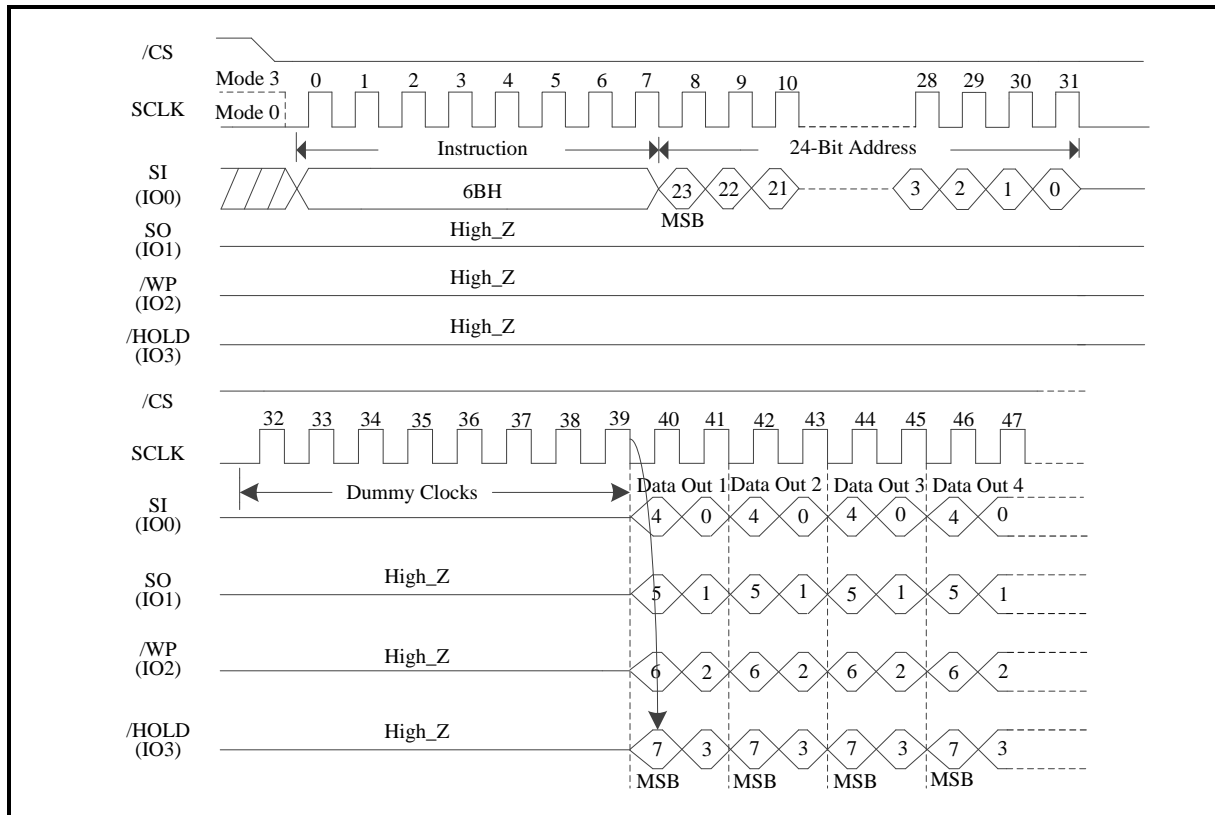 /CS
Mode 3 0 1 2 3 4 5 6 7 8 9 10 28 29 30 31
SCLK Mode 0
Instruction 24-Bit Address
SI
(IO0) 6BH 23 22 21 3 2 1 0
MSB
SO
(IO1) High_Z
/WP
(IO2) High_Z
/HOLD
(IO3) High_Z
/CS
32 33 34 35 36 37 38 39 40 41 42 43 44 45 46 47
SCLK
Dummy Clocks Data Out 1 Data Out 2 Data Out 3 Data Out 4
SI
(IO0) 4 0 4 0 4 0 4 0
SO
(IO1) High_Z 5 1 5 1 5 1 5 1
/WP
(IO2) High_Z 6 2 6 2 6 2 6 2
/HOLD
(IO3) High_Z 7 3 7 3 7 3 7 3
MSB MSB MSB MSB